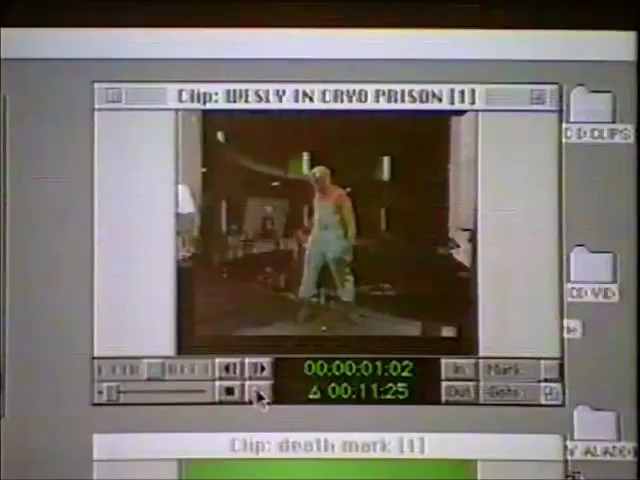 Clip: WESLY IN CRYO PRISON [1]
CD CLIPS
CD VID
00:00:01:02
In
Mark
Δ 00:11:25
Out
Goto
Clip: death mark [1]